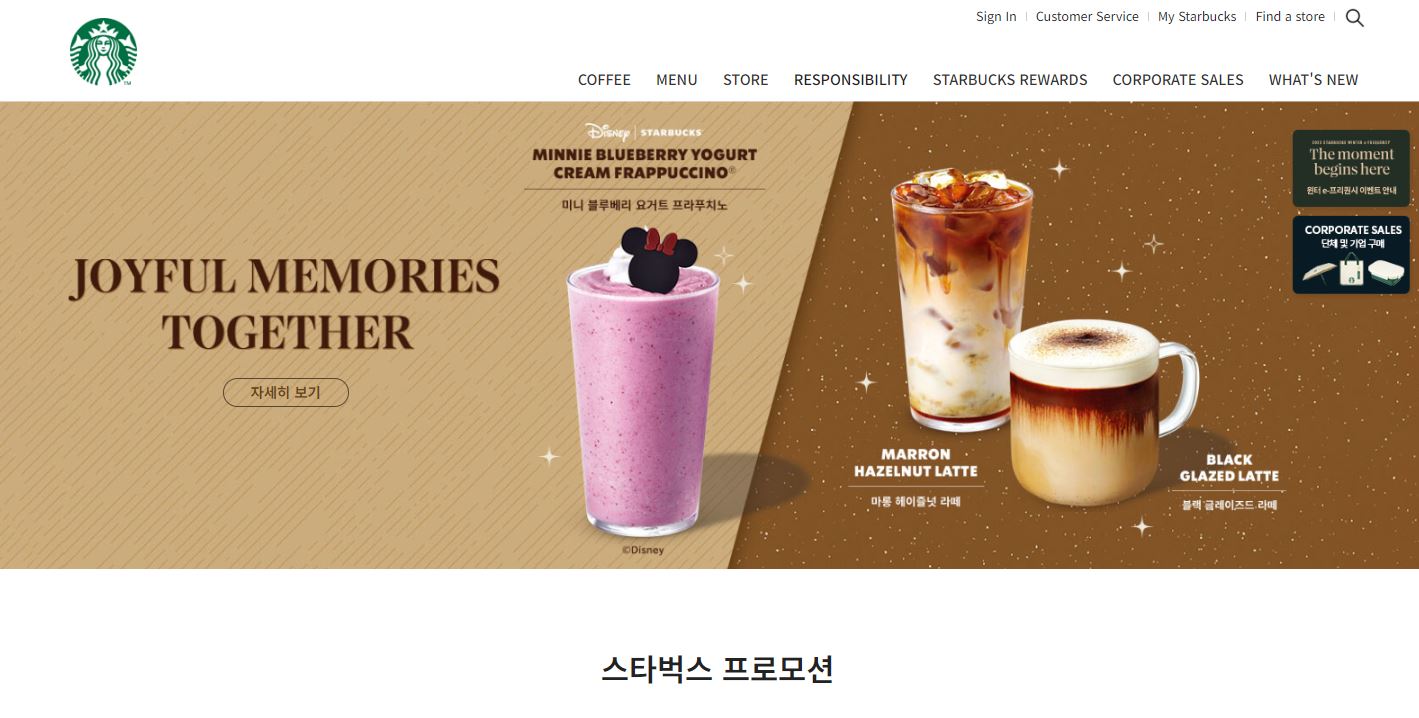 Sign In
Customer Service
My Starbucks
Find a store
COFFEE
MENU
STORE
RESPONSIBILITY
STARBUCKS REWARDS
CORPORATE SALES
WHAT'S NEW
Disney | STARBUCKS
MINNIE BLUEBERRY YOGURT
CREAM FRAPPUCCINO®
미니 블루베리 요거트 프라푸치노
JOYFUL MEMORIES
TOGETHER
자세히 보기
©Disney
MARRON
HAZELNUT LATTE
마롱 헤이즐넛 라떼
BLACK
GLAZED LATTE
블랙 글레이즈드 라떼
The moment
begins here
윈터 e-프리퀀시 이벤트 안내
CORPORATE SALES
단체 및 기업 구매
스타벅스 프로모션